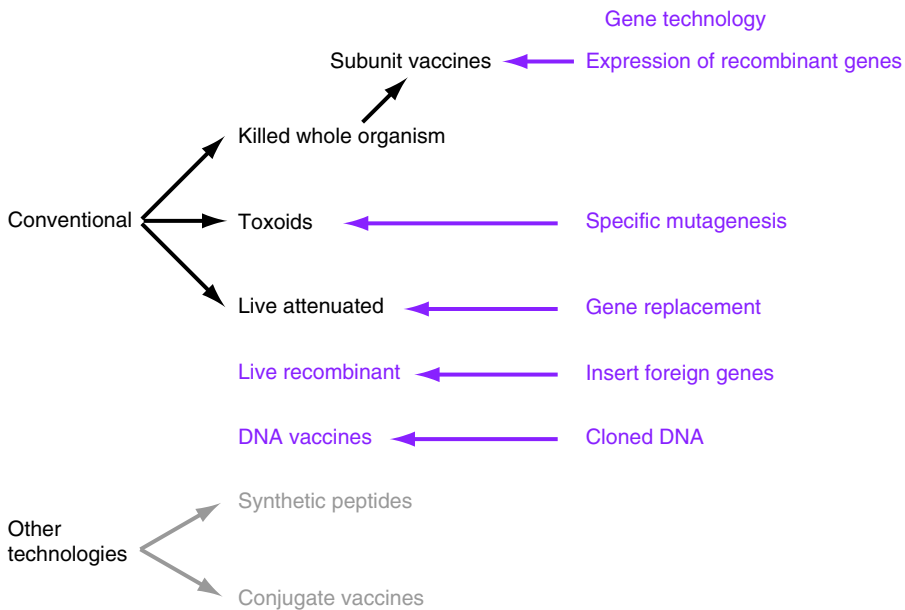 Gene technology
Subunit vaccines
Expression of recombinant genes
Killed whole organism
Conventional
Toxoids
Specific mutagenesis
Live attenuated
Gene replacement
Live recombinant
Insert foreign genes
DNA vaccines
Cloned DNA
Synthetic peptides
Other
technologies
Conjugate vaccines